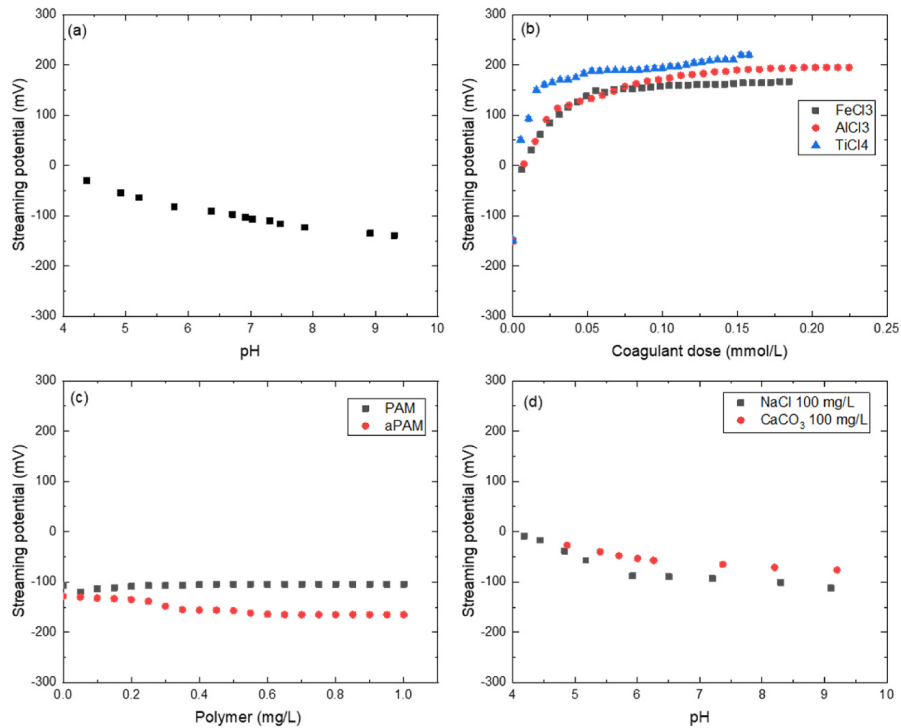 (a)
Streaming potential (mV)
300
200
100
0
-100
-200
-300
4 5 6 7 8 9 10
pH
(b)
Streaming potential (mV)
300
200
100
0
-100
-200
-300
FeCl3
AlCl3
TiCl4
0.00 0.05 0.10 0.15 0.20 0.25
Coagulant dose (mmol/L)
(c)
Streaming potential (mV)
300
200
100
0
-100
-200
-300
PAM
aPAM
0.0 0.2 0.4 0.6 0.8 1.0
Polymer (mg/L)
(d)
Streaming potential (mV)
300
200
100
0
-100
-200
-300
NaCl 100 mg/L
CaCO₃ 100 mg/L
4 5 6 7 8 9 10
pH